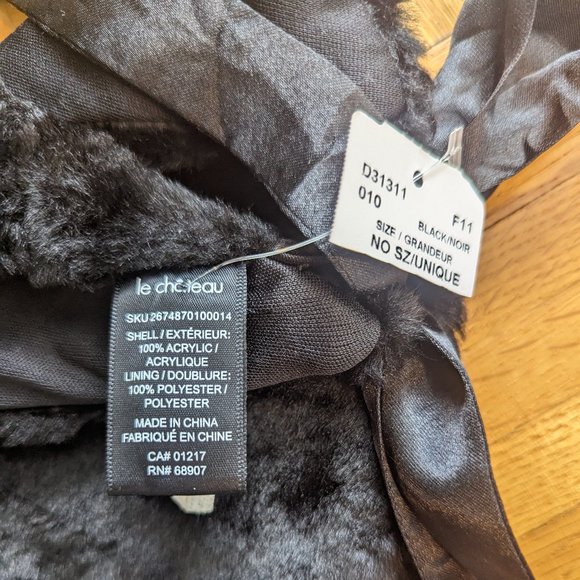 D31311
010
F11
BLACK/NOIR
SIZE / GRANDEUR
NO SZ/UNIQUE
le château
SKU 2674870100014
SHELL / EXTÉRIEUR:
100% ACRYLIC /
ACRYLIQUE
LINING / DOUBLURE:
100% POLYESTER /
POLYESTER
MADE IN CHINA
FABRIQUÉ EN CHINE
CA# 01217
RN# 68907